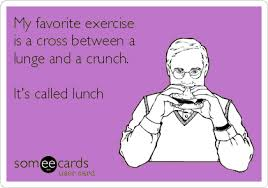 My favorite exercise
is a cross between a
lunge and a crunch.
It's called lunch
someecards
user card